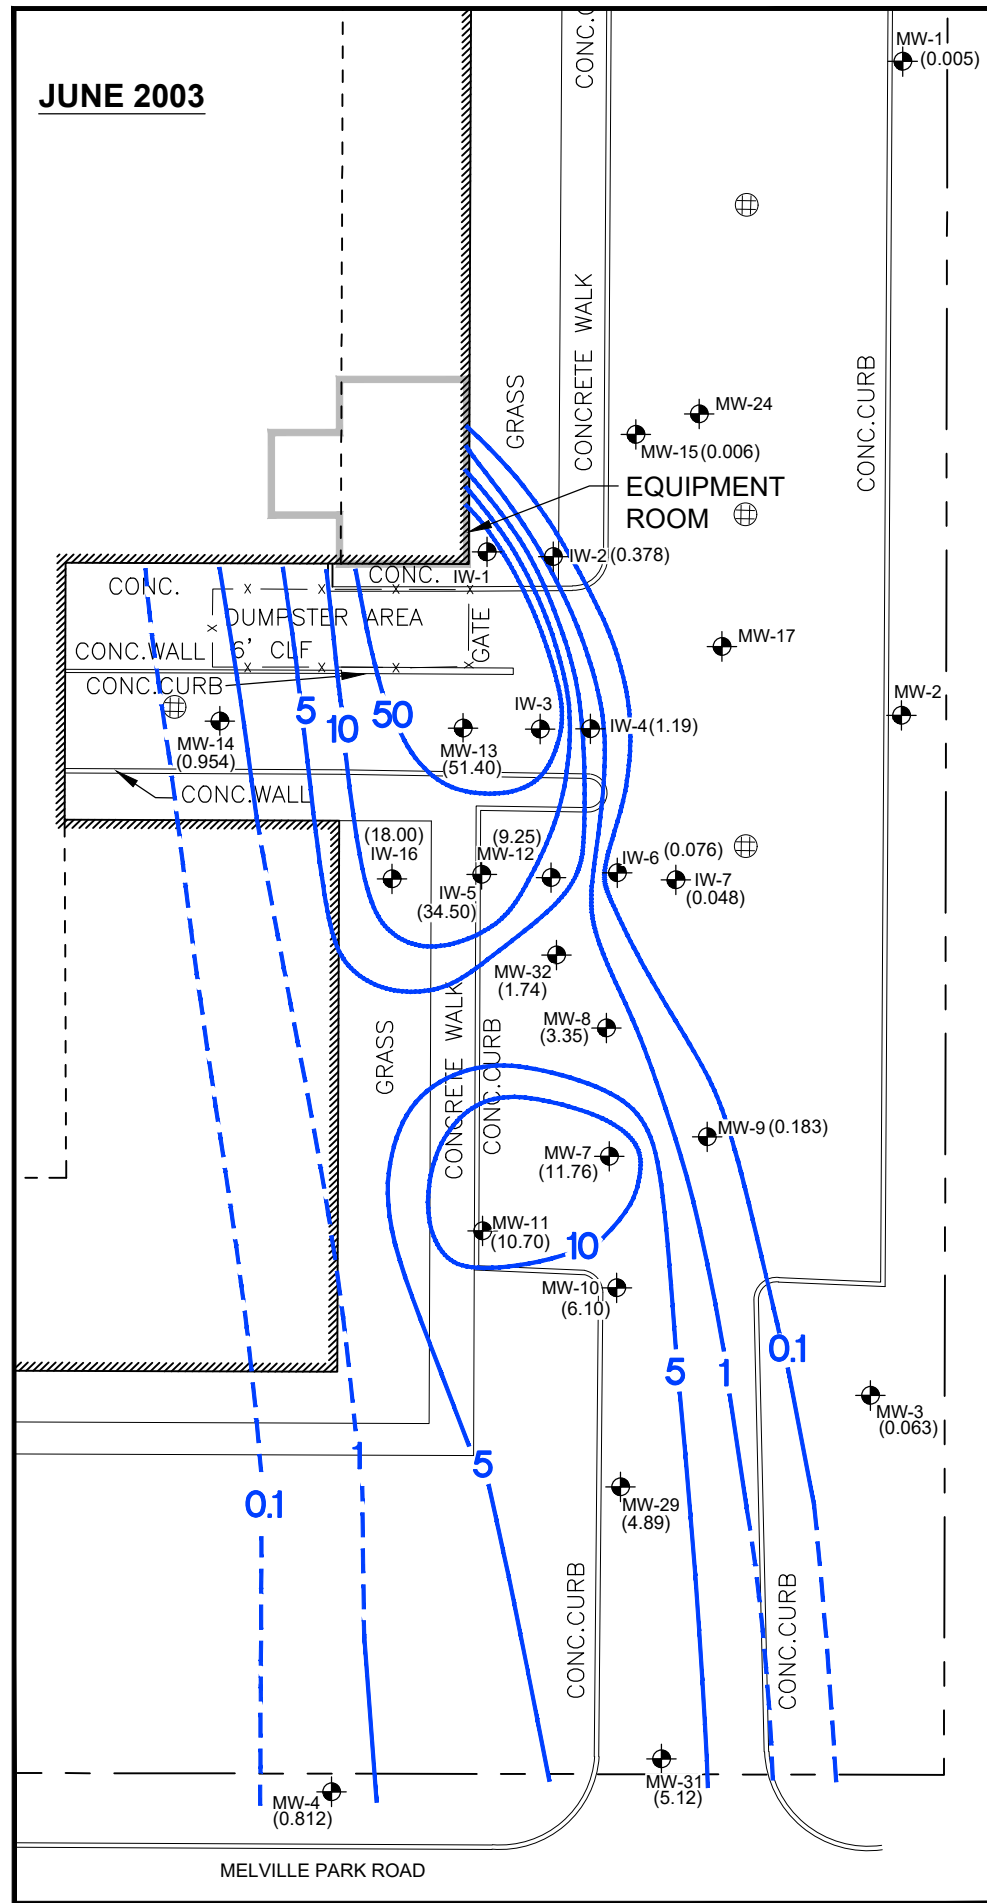 JUNE 2003
CONC.C
MW-1
(0.005)
CONCRETE WALK
GRASS
CONC.CURB
MW-24
MW-15 (0.006)
EQUIPMENT
ROOM
IW-2 (0.378)
IW-1
CONC.
CONC.
DUMPSTER AREA
6' CLF
GATE
CONC.WALL
CONC.CURB
MW-17
MW-2
5
10
50
IW-3
IW-4 (1.19)
MW-14
(0.954)
MW-13
(51.40)
CONC.WALL
(18.00)
IW-16
(9.25)
MW-12
IW-5
(34.50)
IW-6 (0.076)
IW-7
(0.048)
MW-32
(1.74)
MW-8
(3.35)
GRASS
CONCRETE WALK
CONC.CURB
MW-9 (0.183)
MW-7
(11.76)
MW-11
(10.70)
10
MW-10
(6.10)
5
1
0.1
MW-3
(0.063)
1
5
0.1
MW-29
(4.89)
CONC.CURB
CONC.CURB
MW-31
(5.12)
MW-4
(0.812)
MELVILLE PARK ROAD